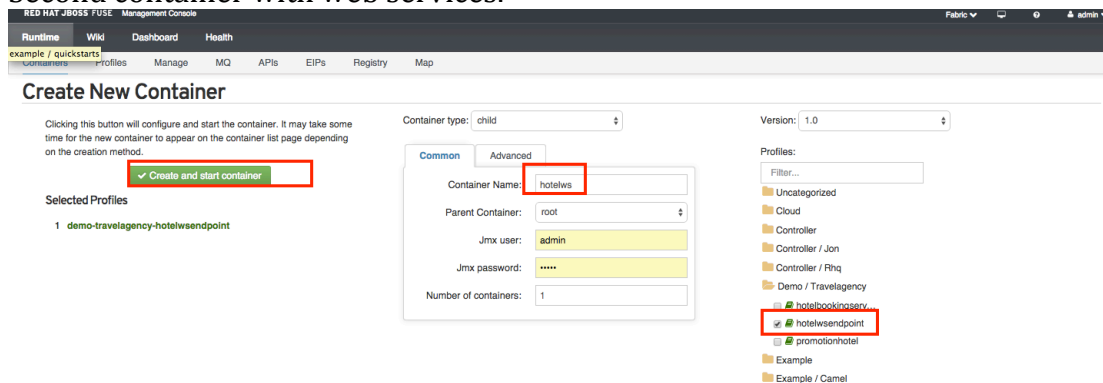 second container with web services:
RED HAT JBOSS FUSE Management Console
Fabric
admin
Runtime Wiki Dashboard Health
example / quickstarts
Containers Profiles Manage MQ APIs EIPs Registry Map
Create New Container
Clicking this button will configure and start the container. It may take some
time for the new container to appear on the container list page depending
on the creation method.
Create and start container
Selected Profiles
1 demo-travelagency-hotelwsendpoint
Container type: child
Common Advanced
Container Name: hotelws
Parent Container: root
Jmx user: admin
Jmx password: •••••
Number of containers: 1
Version: 1.0
Profiles:
Filter...
Uncategorized
Cloud
Controller
Controller / Jon
Controller / Rhq
Demo / Travelagency
hotelbookingserv...
hotelwsendpoint
promotionhotel
Example
Example / Camel